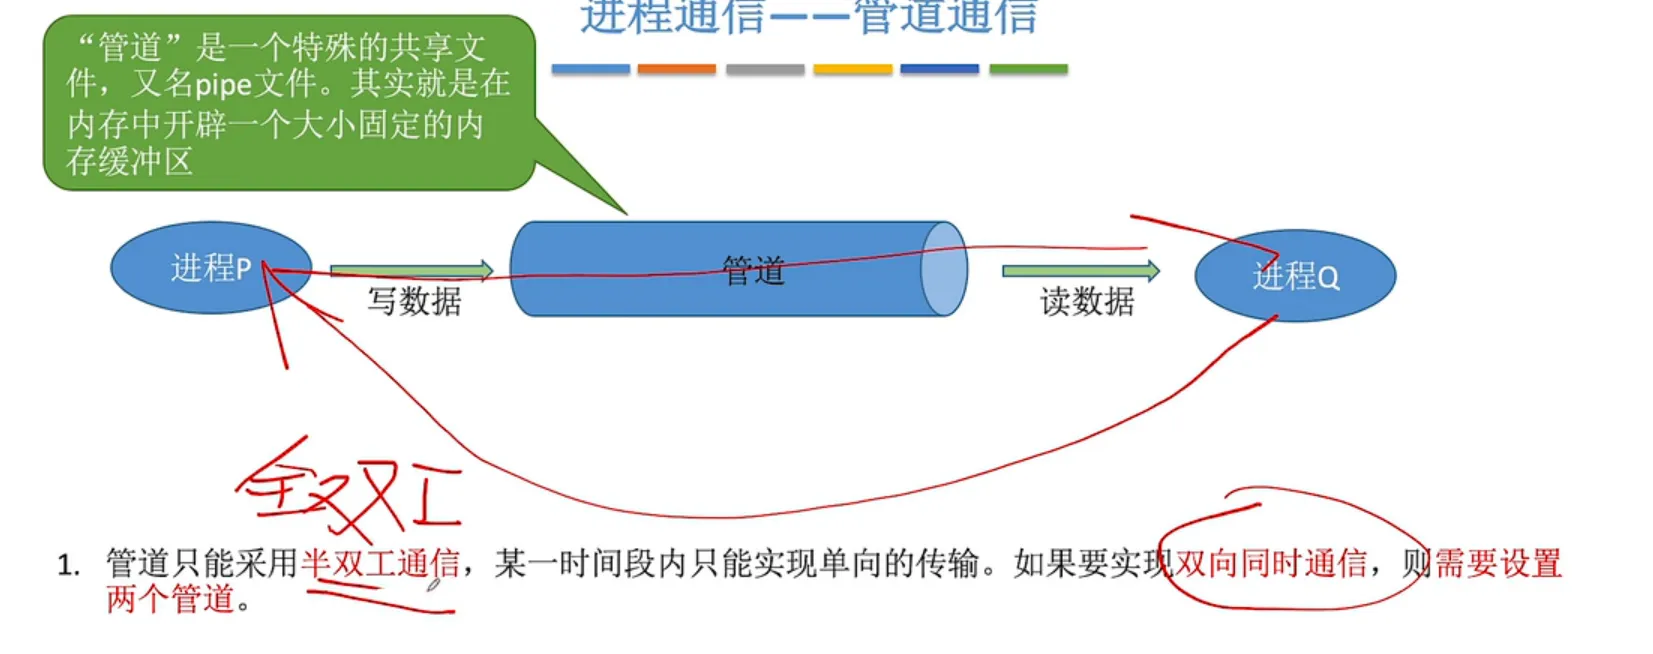 进程通信——管道通信
“管道”是一个特殊的共享文
件，又名pipe文件。其实就是在
内存中开辟一个大小固定的内
存缓冲区
进程P
写数据
管道
读数据
进程Q
全双工
1. 管道只能采用半双工通信，某一时间段内只能实现单向的传输。如果要实现双向同时通信，则需要设置
两个管道。